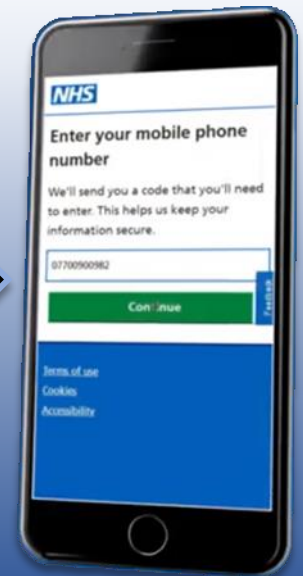 NHS
Enter your mobile phone
number
We'll send you a code that you'll need
to enter. This helps us keep your
information secure.
07700900982
Continue
Feedback
Terms of use
Cookies
Accessibility